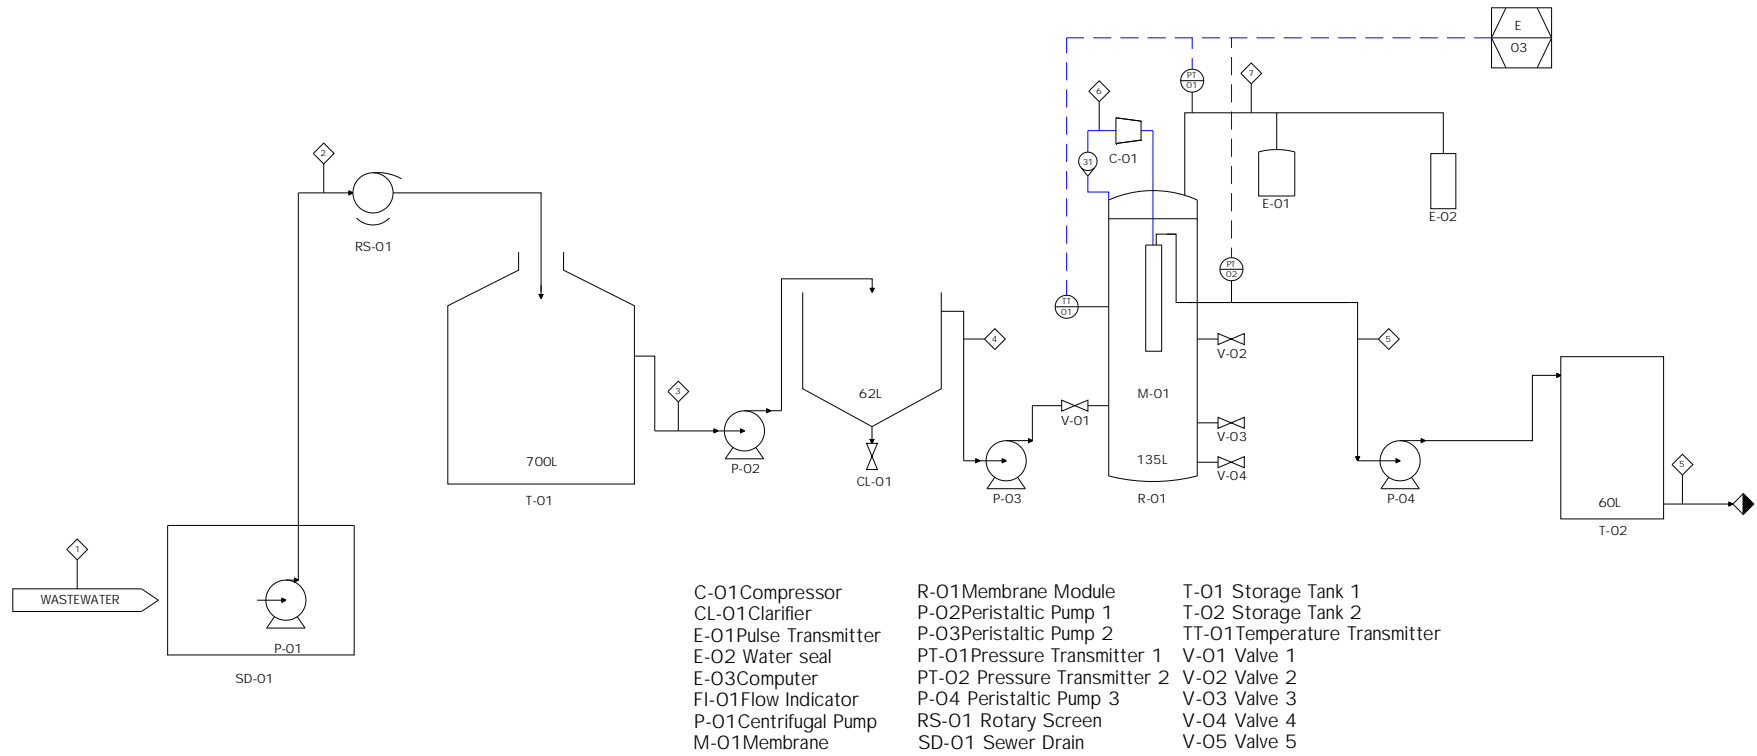 E
03
PT
01
7
6
31
C-01
2
E-01
E-02
RS-01
PT
02
TT
01
4
5
V-02
3
62L
M-01
V-01
V-03
700L
P-02
135L
V-04
5
CL-01
P-03
P-04
T-01
R-01
60L
T-02
1
WASTEWATER
P-01
SD-01
C-01Compressor
CL-01Clarifier
E-01Pulse Transmitter
E-02 Water seal
E-03Computer
FI-01Flow Indicator
P-01Centrifugal Pump
M-01Membrane
R-01Membrane Module
P-02Peristaltic Pump 1
P-03Peristaltic Pump 2
PT-01Pressure Transmitter 1
PT-02 Pressure Transmitter 2
P-04 Peristaltic Pump 3
RS-01 Rotary Screen
SD-01 Sewer Drain
T-01 Storage Tank 1
T-02 Storage Tank 2
TT-01Temperature Transmitter
V-01 Valve 1
V-02 Valve 2
V-03 Valve 3
V-04 Valve 4
V-05 Valve 5